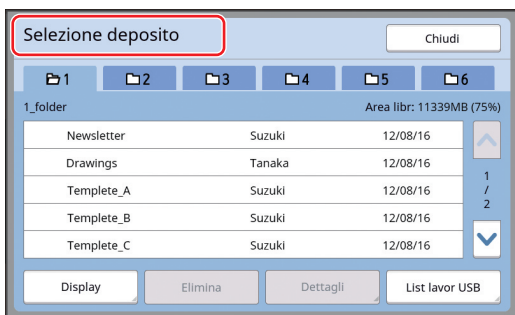 Selezione deposito
Chiudi
1 2 3 4 5 6
1_folder Area libr: 11339MB (75%)
Newsletter Suzuki 12/08/16
Drawings Tanaka 12/08/16
Templete_A Suzuki 12/08/16
Templete_B Suzuki 12/08/16
Templete_C Suzuki 12/08/16
1
/
2
Display Elimina Dettagli List lavor USB